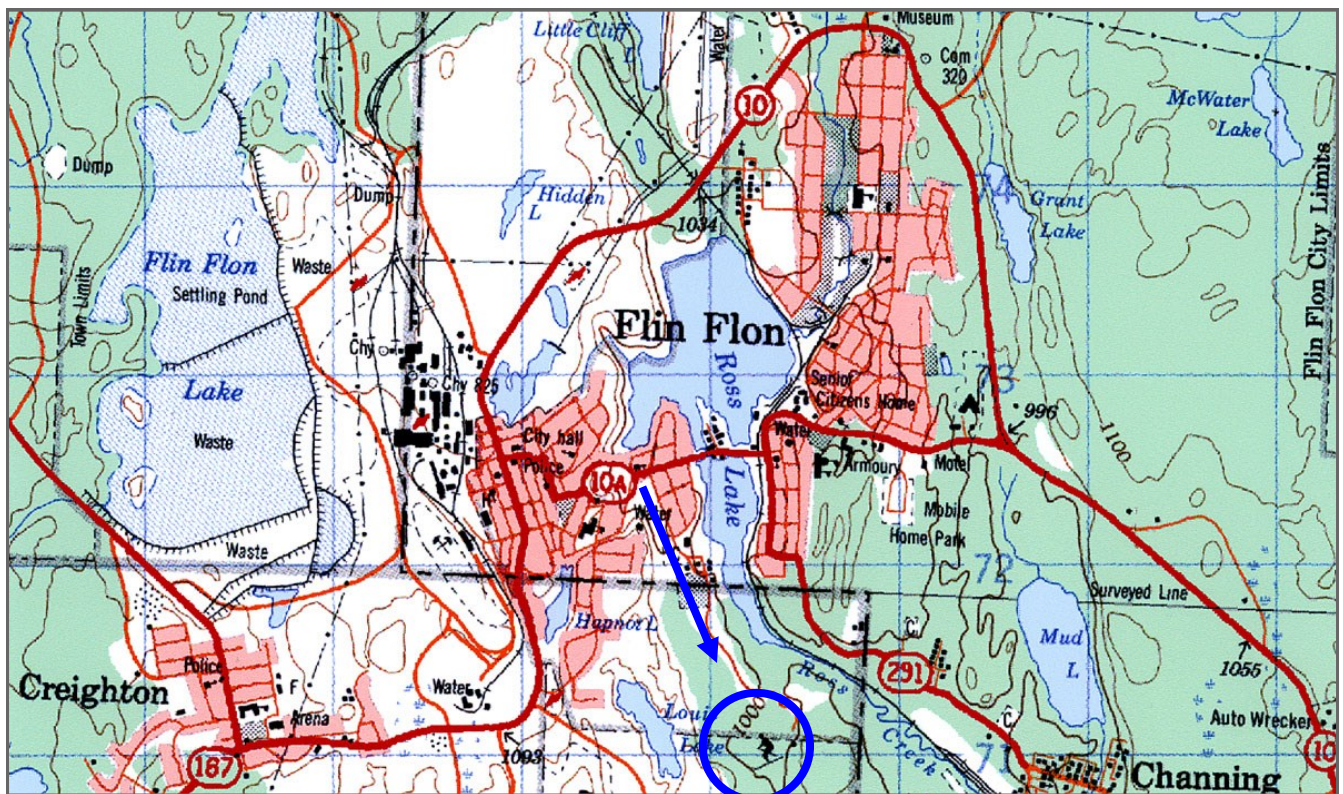 Museum
Little Cliff
L
Water
Com
320
10
McWater
Lake
Dump
Dump
Hidden
L
1034
74
Grant
Lake
Flin Flon City Limits
Town Limits
Flin Flon
Settling Pond
Waste
Flin Flon
Chy
Chy 825
Ross
Lake
Lake
Waste
Senior
Citizens Home
996
1100
City hall
Police
Water
10A
Armoury
Motel
H
Water
Mobile
Home Park
Waste
72
Surveyed Line
Hapnot L
C
Mud
L
Police
Creighton
F
Arena
Water
Ross
Creek
291
1055
Louis
Lake
1000
C
Auto Wrecker
1093
71
187
Channing
10